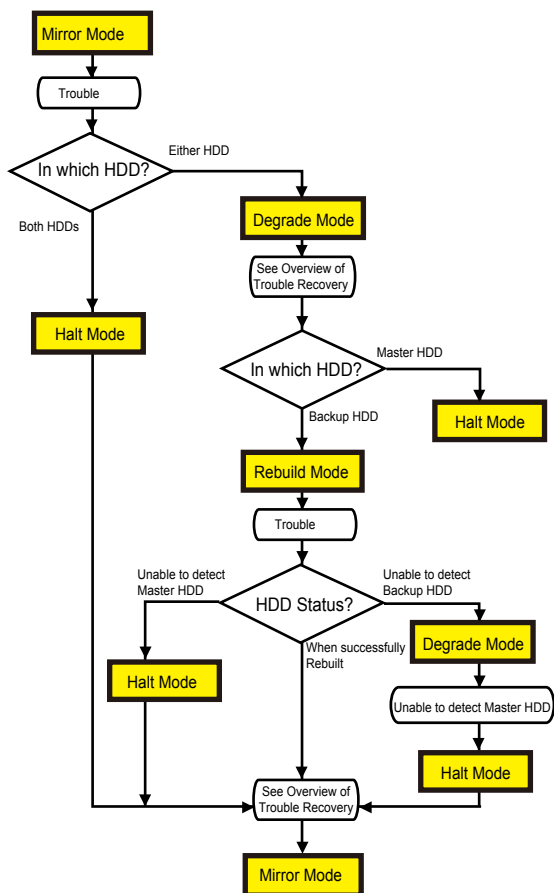 Mirror Mode
Trouble
In which HDD?
Either HDD
Both HDDs
Degrade Mode
See Overview of
Trouble Recovery
Halt Mode
In which HDD?
Master HDD
Halt Mode
Backup HDD
Rebuild Mode
Trouble
Unable to detect
Master HDD
HDD Status?
Unable to detect
Backup HDD
When successfully
Rebuilt
Halt Mode
Degrade Mode
Unable to detect Master HDD
Halt Mode
See Overview of
Trouble Recovery
Mirror Mode